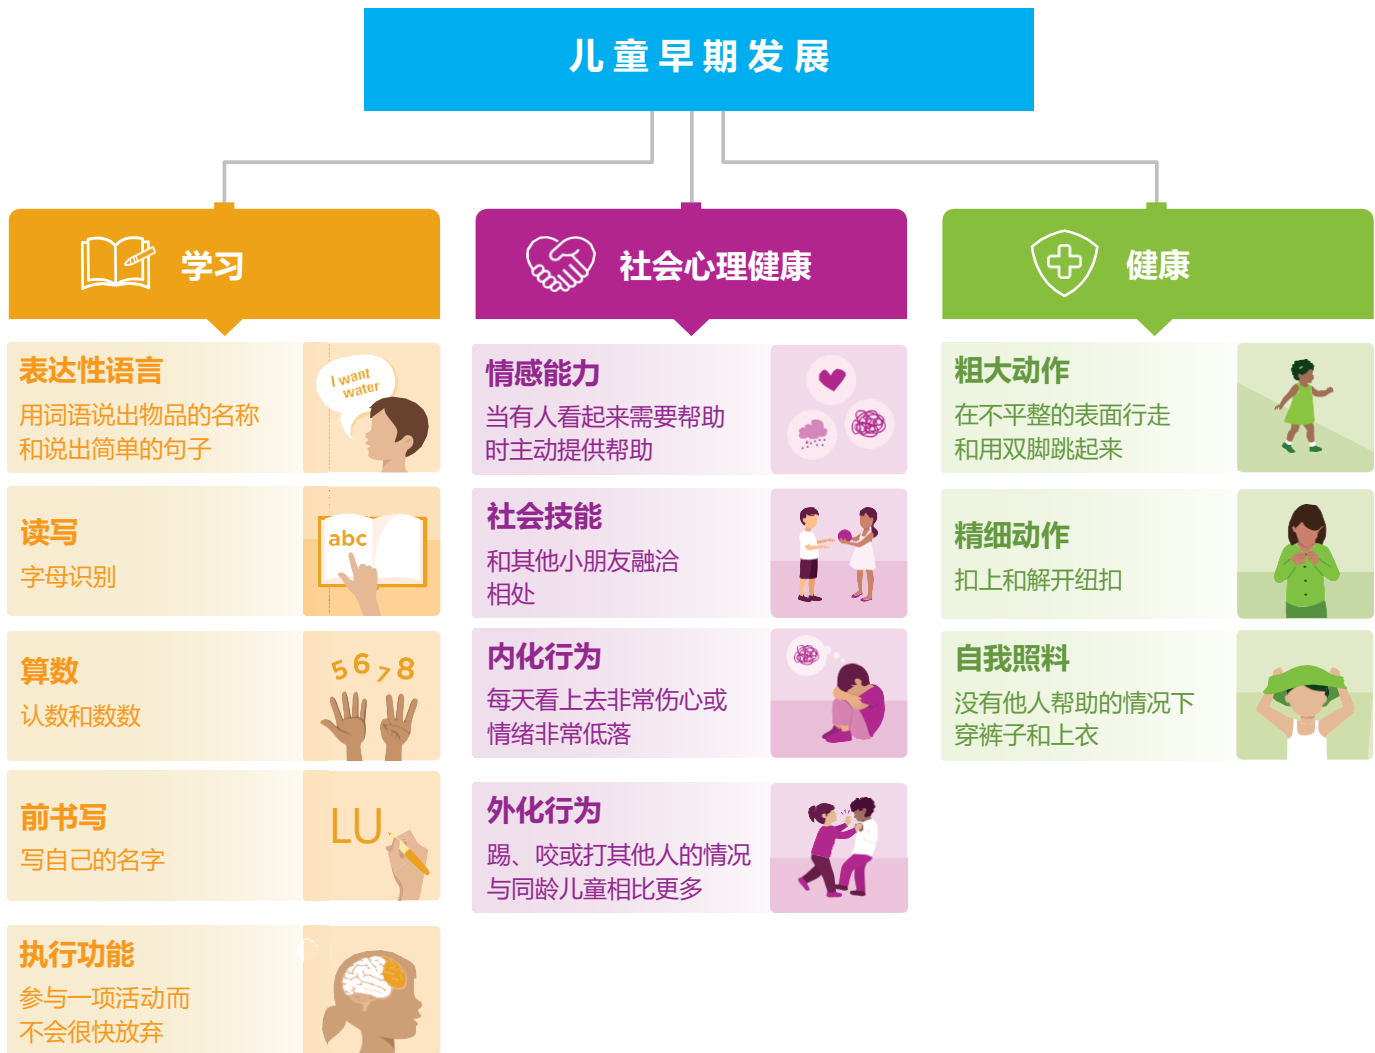 儿童早期发展
学习
表达性语言
用词语说出物品的名称
和说出简单的句子
I want
water
读写
字母识别
abc
算数
认数和数数
5 6 7 8
前书写
写自己的名字
LU
执行功能
参与一项活动而
不会很快放弃
社会心理健康
情感能力
当有人看起来需要帮助
时主动提供帮助
社会技能
和其他小朋友融洽
相处
内化行为
每天看上去非常伤心或
情绪非常低落
外化行为
踢、咬或打其他人的情况
与同龄儿童相比更多
健康
粗大动作
在不平整的表面行走
和用双脚跳起来
精细动作
扣上和解开纽扣
自我照料
没有他人帮助的情况下
穿裤子和上衣